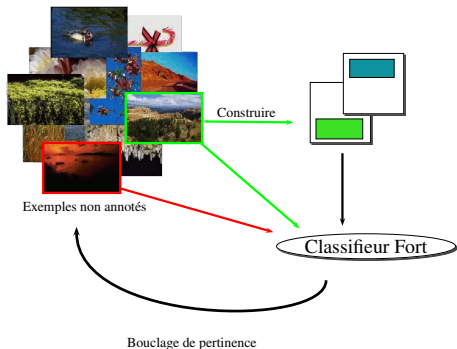 Construire
Exemples non annotés
Classifieur Fort
Bouclage de pertinence